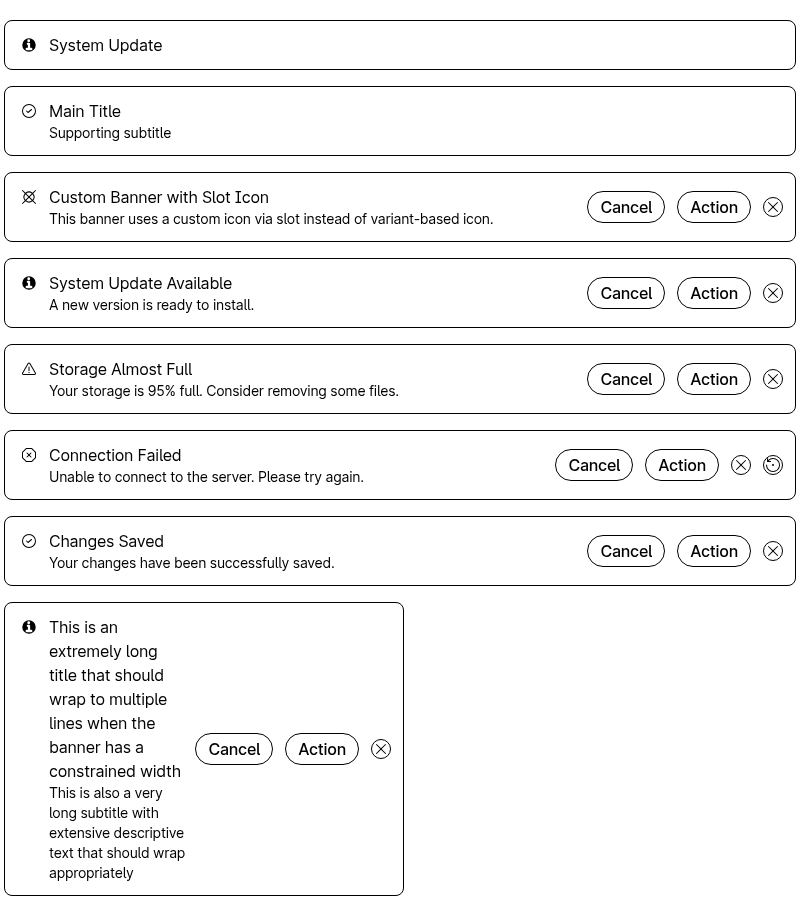 System Update
Main Title
Supporting subtitle
Custom Banner with Slot Icon
This banner uses a custom icon via slot instead of variant-based icon.
Cancel Action
System Update Available
A new version is ready to install.
Cancel Action
Storage Almost Full
Your storage is 95% full. Consider removing some files.
Cancel Action
Connection Failed
Unable to connect to the server. Please try again.
Cancel Action
Changes Saved
Your changes have been successfully saved.
Cancel Action
This is an
extremely long
title that should
wrap to multiple
lines when the
banner has a
constrained width
This is also a very
long subtitle with
extensive descriptive
text that should wrap
appropriately
Cancel Action